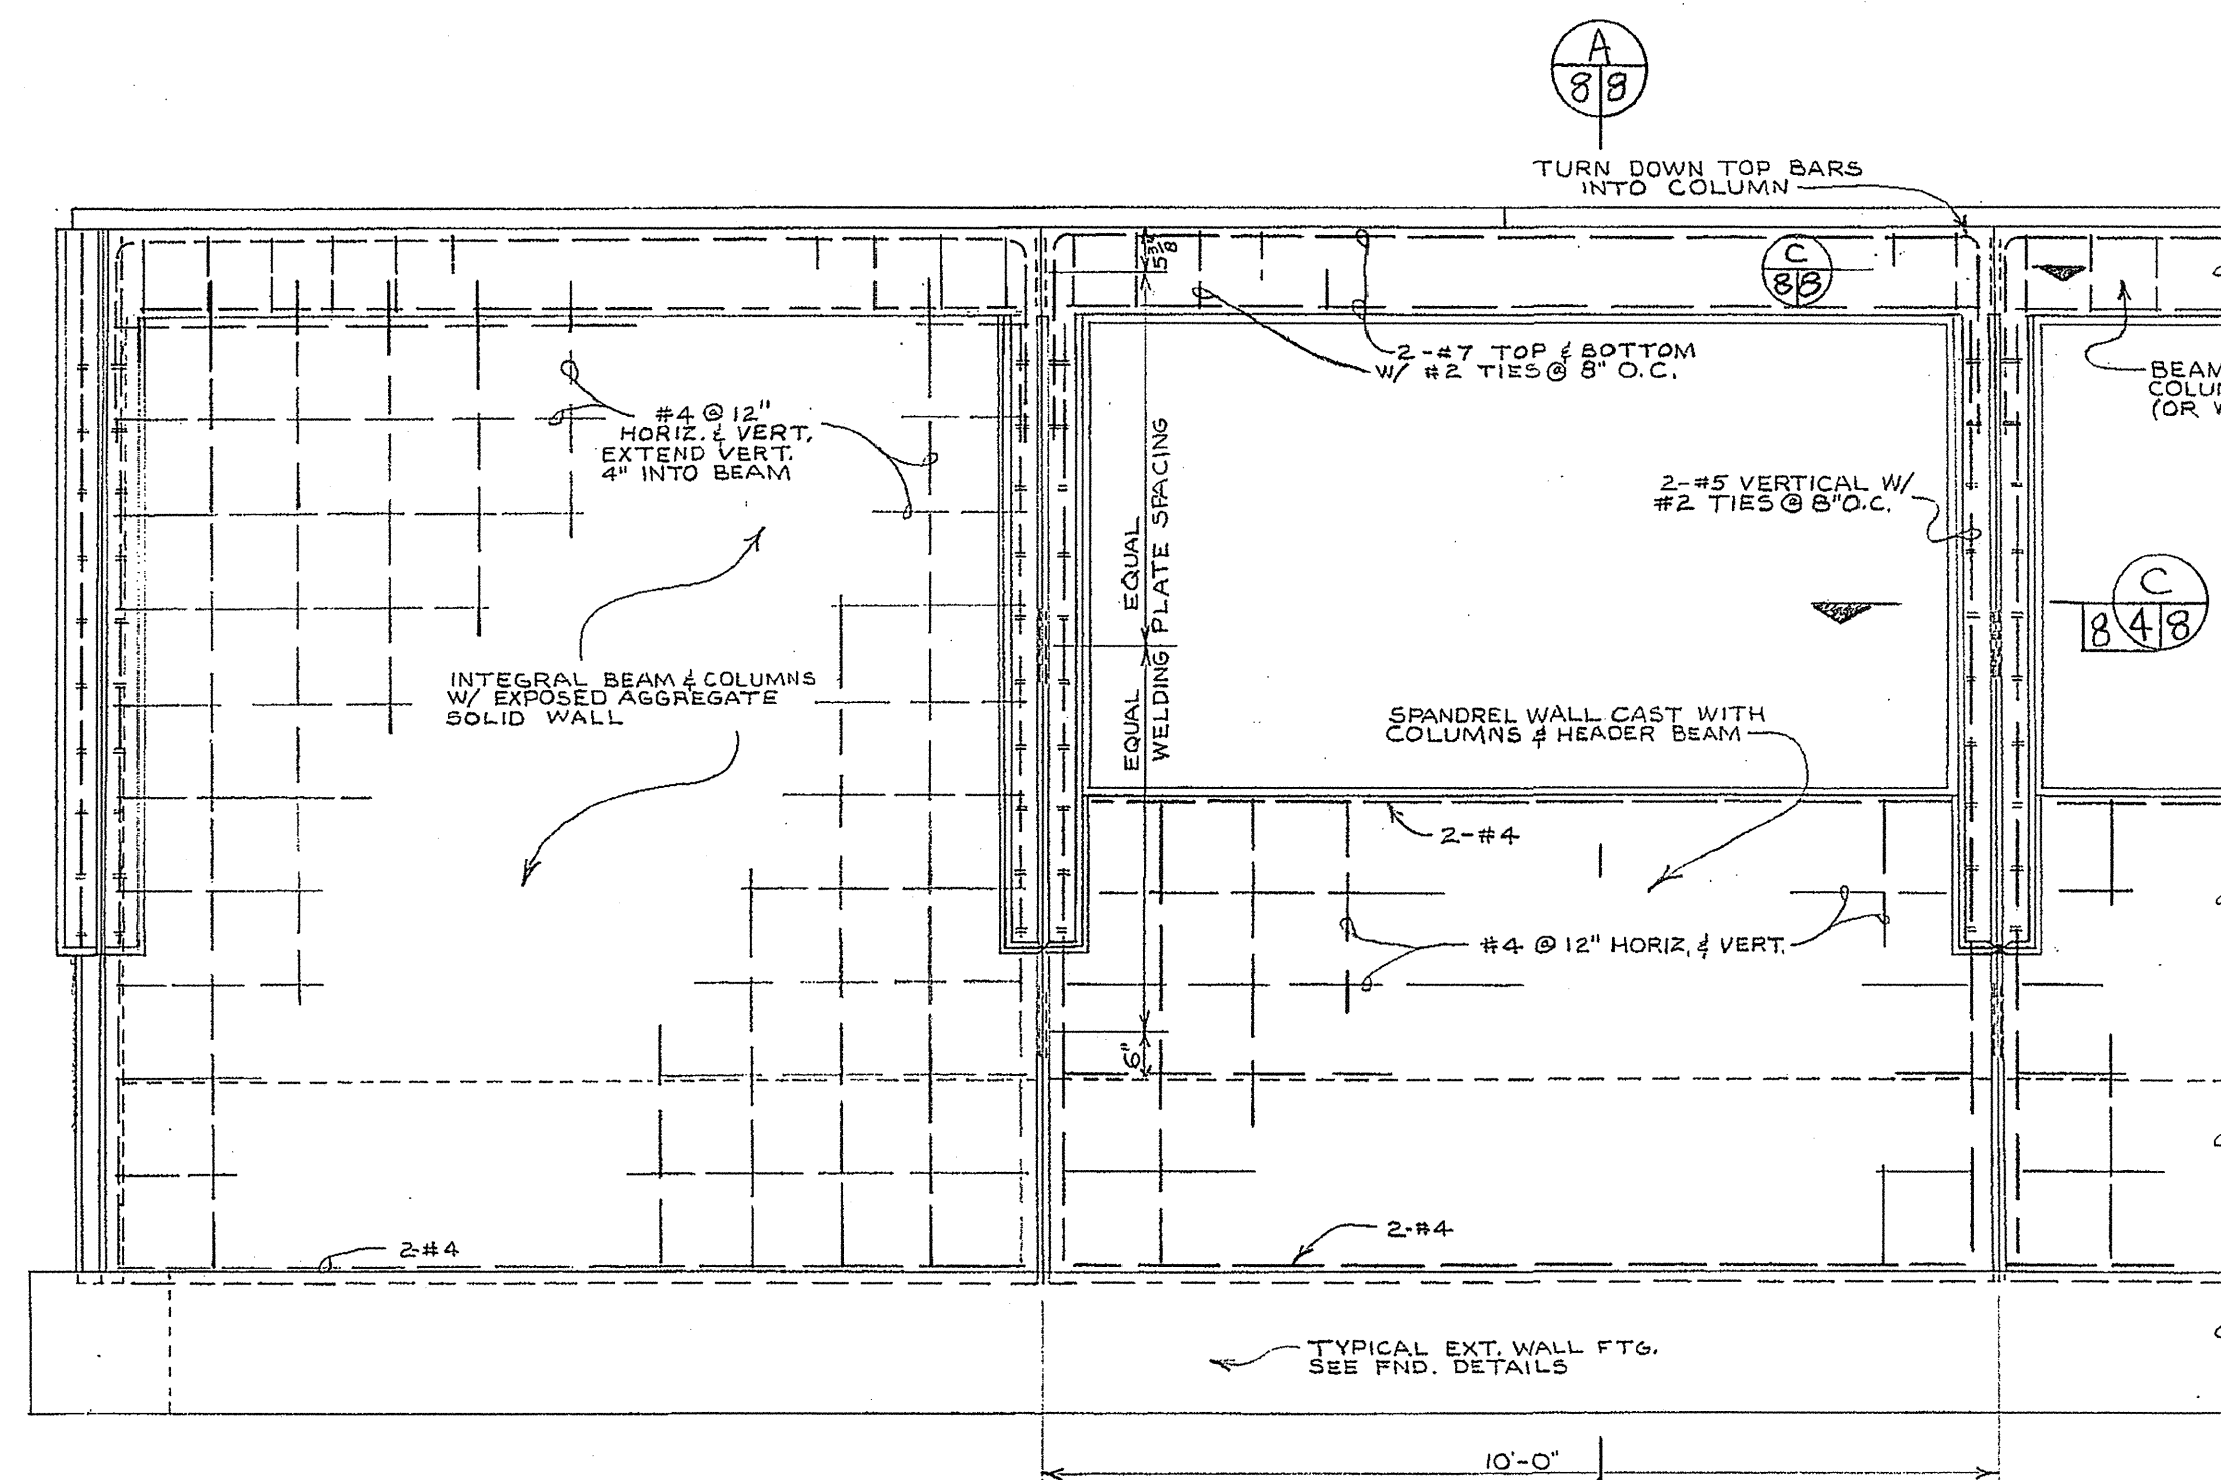 A
8 8
TURN DOWN TOP BARS
INTO COLUMN
C
8 8
2-#7 TOP & BOTTOM
W/ #2 TIES @ 8" O.C.
BEAM
(OR
#4 @ 12"
HORIZ. & VERT.
EXTEND VERT.
4" INTO BEAM
EQUAL EQUAL
WELDING PLATE SPACING
2-#5 VERTICAL W/
#2 TIES @ 8" O.C.
C
8 4 8
INTEGRAL BEAM & COLUMNS
W/ EXPOSED AGGREGATE
SOLID WALL
SPANDREL WALL CAST WITH
COLUMNS & HEADER BEAM
2-#4
#4 @ 12" HORIZ, & VERT.
6"
2-#4
2-#4
TYPICAL EXT. WALL FTG.
SEE FND. DETAILS
10'-0"